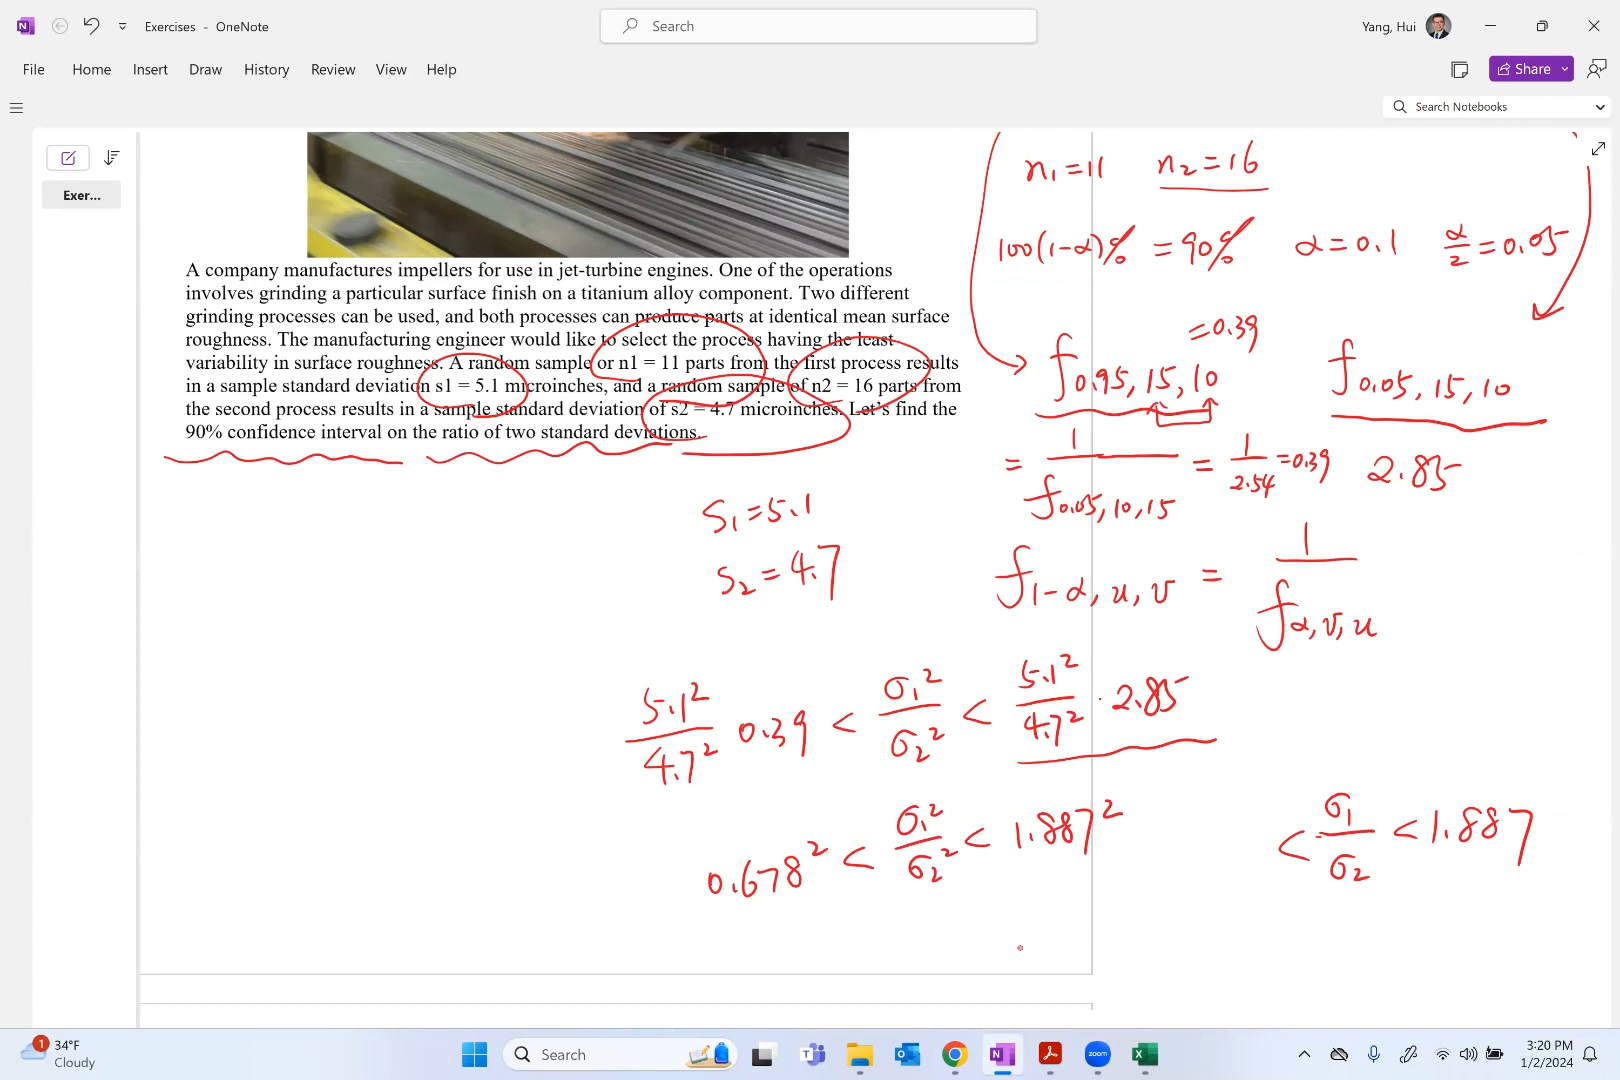 Exercises - OneNote
Search
Yang, Hui
File Home Insert Draw History Review View Help
Share
Search Notebooks
Exer...
A company manufactures impellers for use in jet-turbine engines. One of the operations
involves grinding a particular surface finish on a titanium alloy component. Two different
grinding processes can be used, and both processes can produce parts at identical mean surface
roughness. The manufacturing engineer would like to select the process having the least
variability in surface roughness. A random sample or n1 = 11 parts from the first process results
in a sample standard deviation s1 = 5.1 microinches, and a random sample of n2 = 16 parts from
the second process results in a sample standard deviation of s2 = 4.7 microinches. Let's find the
90% confidence interval on the ratio of two standard deviations.
n₁ = 11 n₂ = 16
100(1-α)% = 90% α = 0.1 α/2 = 0.05
= 0.39
f0.95, 15, 10 f0.05, 15, 10
= 1/f0.05, 10, 15 = 1/2.54 = 0.39 2.85
S₁ = 5.1
S₂ = 4.7
f1-α, u, v = 1/fα, v, u
5.1²/4.7² 0.39 < σ₁²/σ₂² < 5.1²/4.7² · 2.85
0.678² < σ₁²/σ₂² < 1.887² < σ₁/σ₂ < 1.887
1
34°F
Cloudy
Search
zoom
3:20 PM
1/2/2024